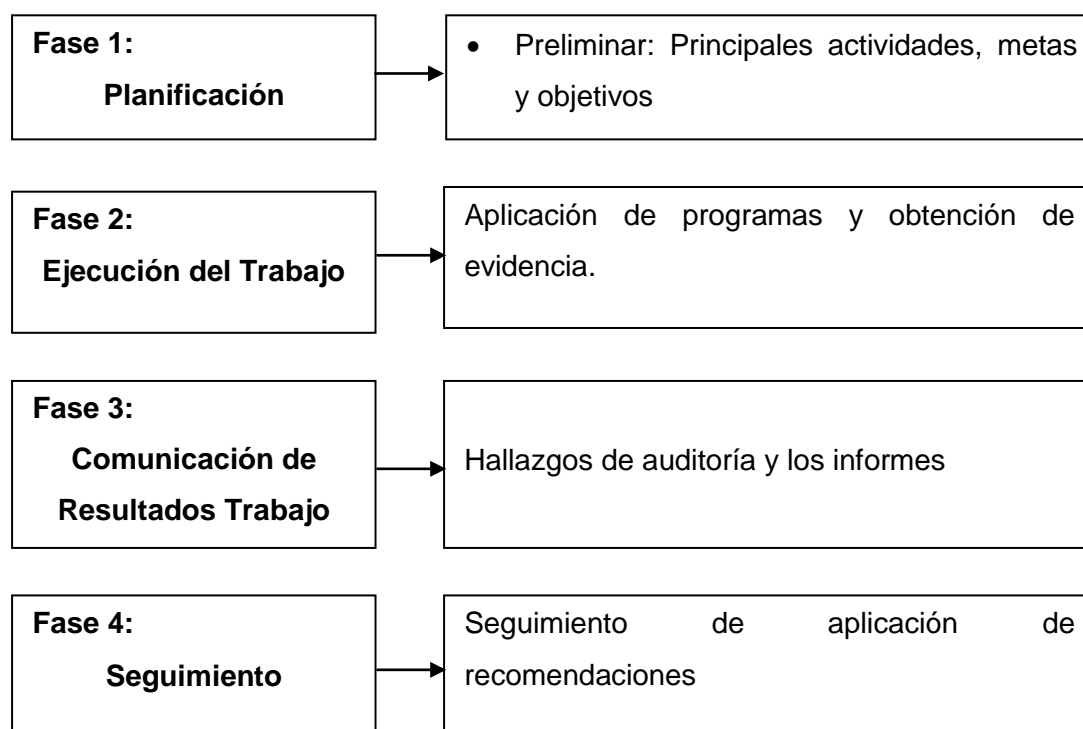 Fase 1:
Planificación
• Preliminar: Principales actividades, metas
y objetivos
Fase 2:
Ejecución del Trabajo
Aplicación de programas y obtención de
evidencia.
Fase 3:
Comunicación de
Resultados Trabajo
Hallazgos de auditoría y los informes
Fase 4:
Seguimiento
Seguimiento de aplicación de
recomendaciones